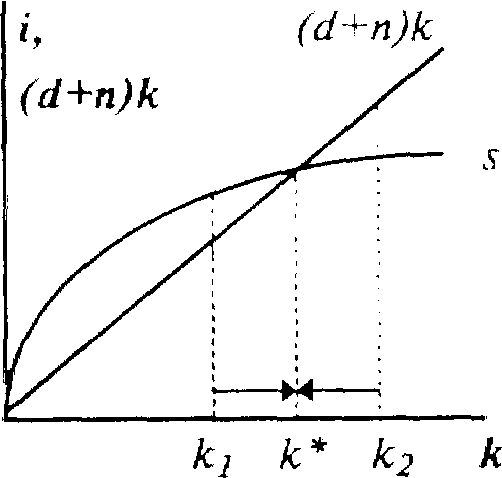 i,
(d+n)k
(d+n)k
s
k₁
k*
k₂
k